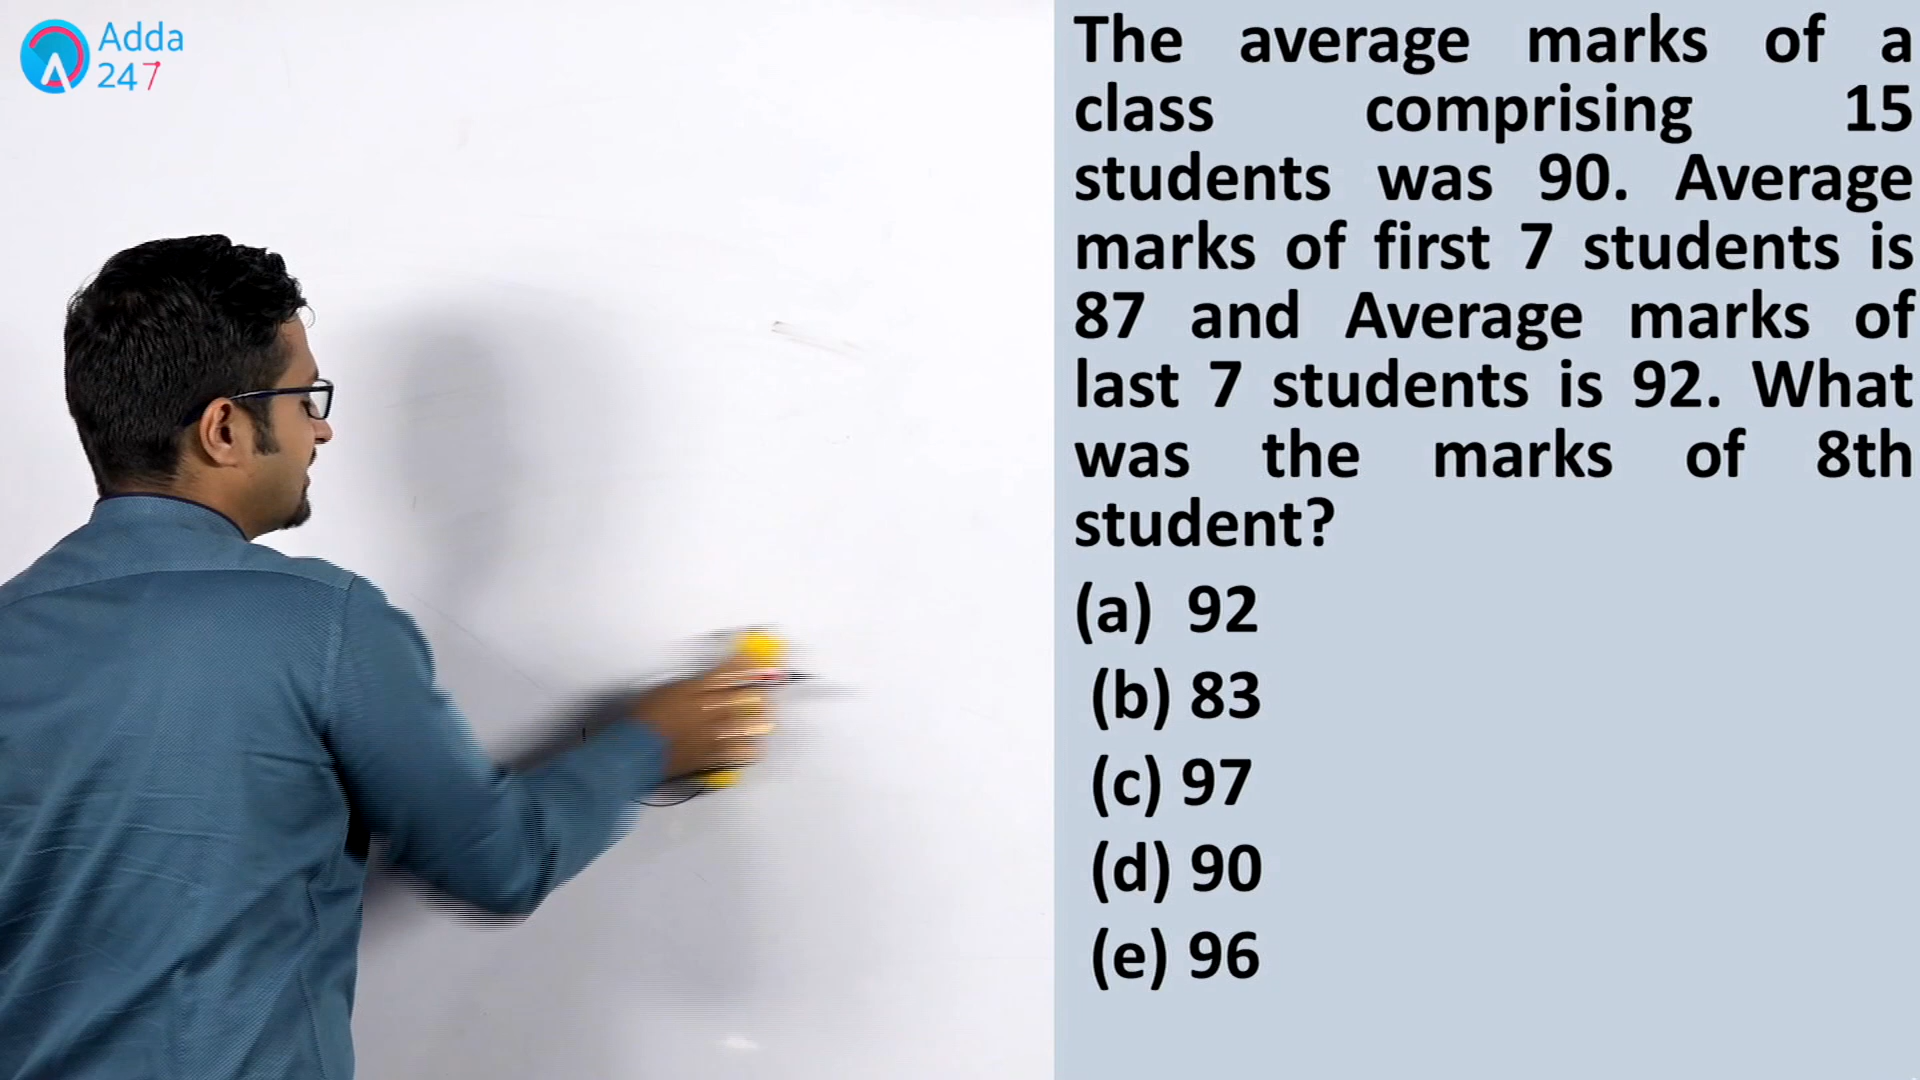 Adda
247
The average marks of a
class comprising 15
students was 90. Average
marks of first 7 students is
87 and Average marks of
last 7 students is 92. What
was the marks of 8th
student?
(a) 92
(b) 83
(c) 97
(d) 90
(e) 96